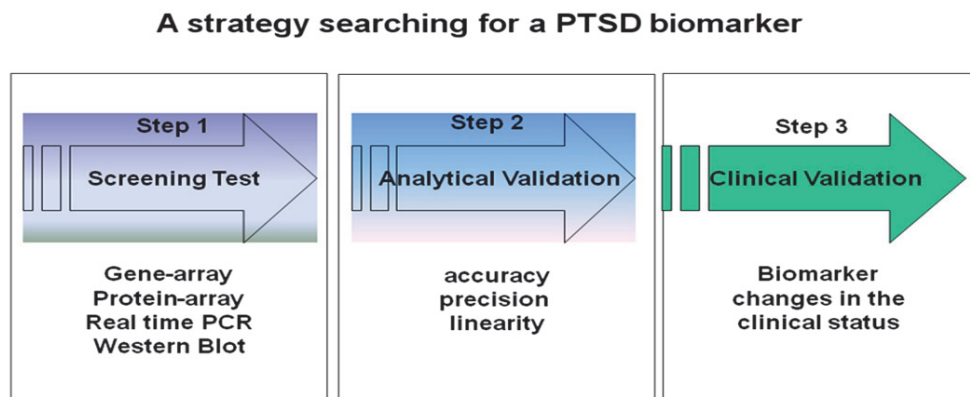 A strategy searching for a PTSD biomarker
Step 1
Screening Test
Gene-array
Protein-array
Real time PCR
Western Blot
Step 2
Analytical Validation
accuracy
precision
linearity
Step 3
Clinical Validation
Biomarker
changes in the
clinical status